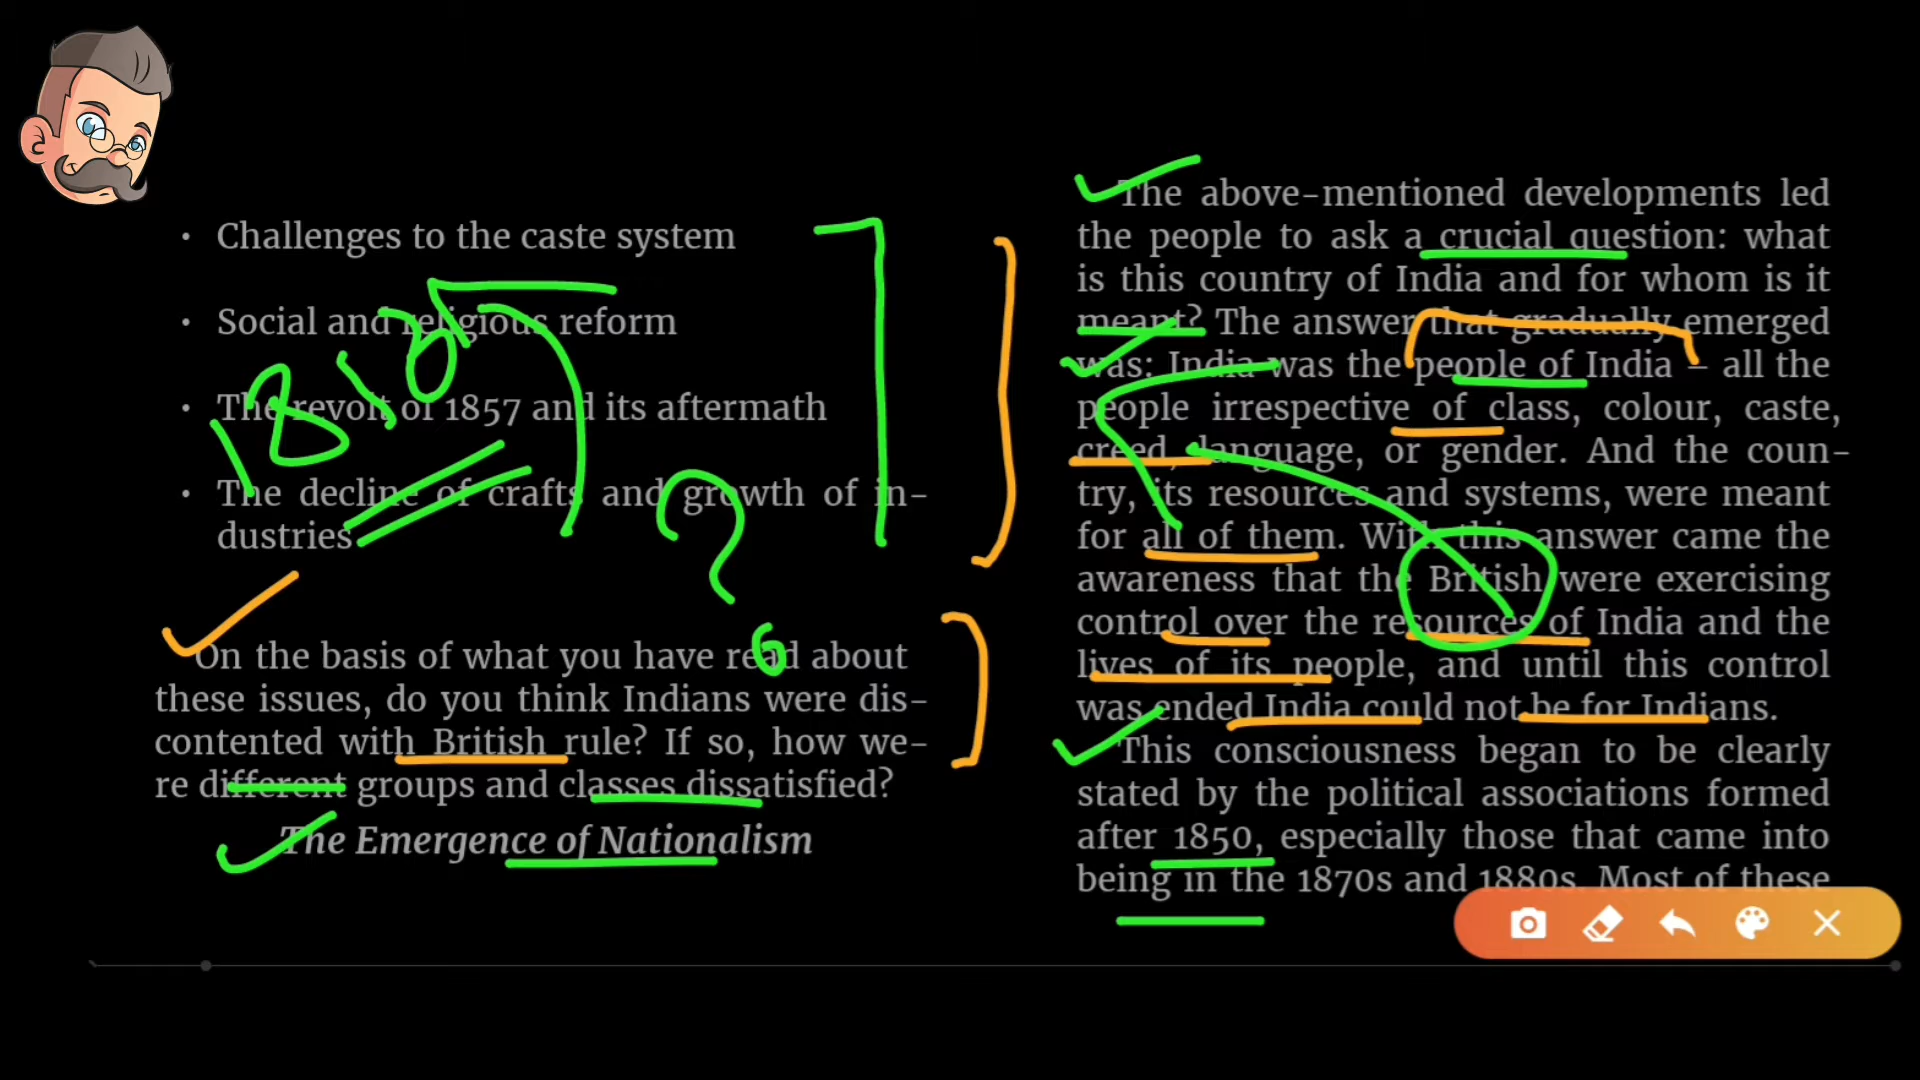 • Challenges to the caste system
• Social and religious reform
• The revolt of 1857 and its aftermath
• The decline of crafts and growth of in-
dustries
On the basis of what you have read about
these issues, do you think Indians were dis-
contented with British rule? If so, how we-
re different groups and classes dissatisfied?
The Emergence of Nationalism
The above-mentioned developments led
the people to ask a crucial question: what
is this country of India and for whom is it
meant? The answer that gradually emerged
was: India was the people of India – all the
people irrespective of class, colour, caste,
creed, language, or gender. And the coun-
try, its resources and systems, were meant
for all of them. With this answer came the
awareness that the British were exercising
control over the resources of India and the
lives of its people, and until this control
was ended India could not be for Indians.
This consciousness began to be clearly
stated by the political associations formed
after 1850, especially those that came into
being in the 1870s and 1880s. Most of these